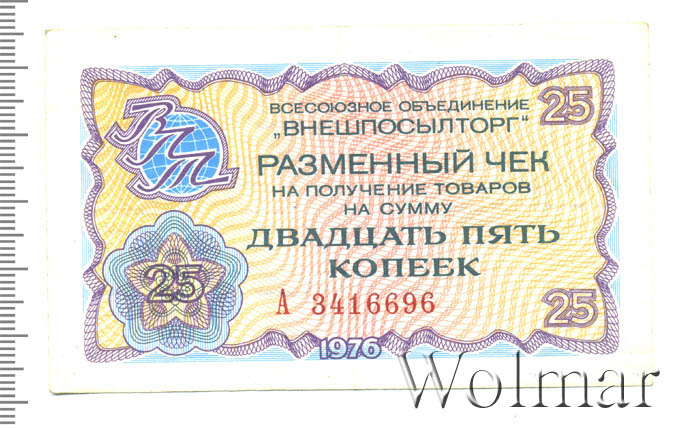 ВПТ
ВСЕСОЮЗНОЕ ОБЪЕДИНЕНИЕ
„ВНЕШПОСЫЛТОРГ“
25
РАЗМЕННЫЙ ЧЕК
НА ПОЛУЧЕНИЕ ТОВАРОВ
НА СУММУ
ДВАДЦАТЬ ПЯТЬ
КОПЕЕК
25
А 3416696
25
1976
Wolmar